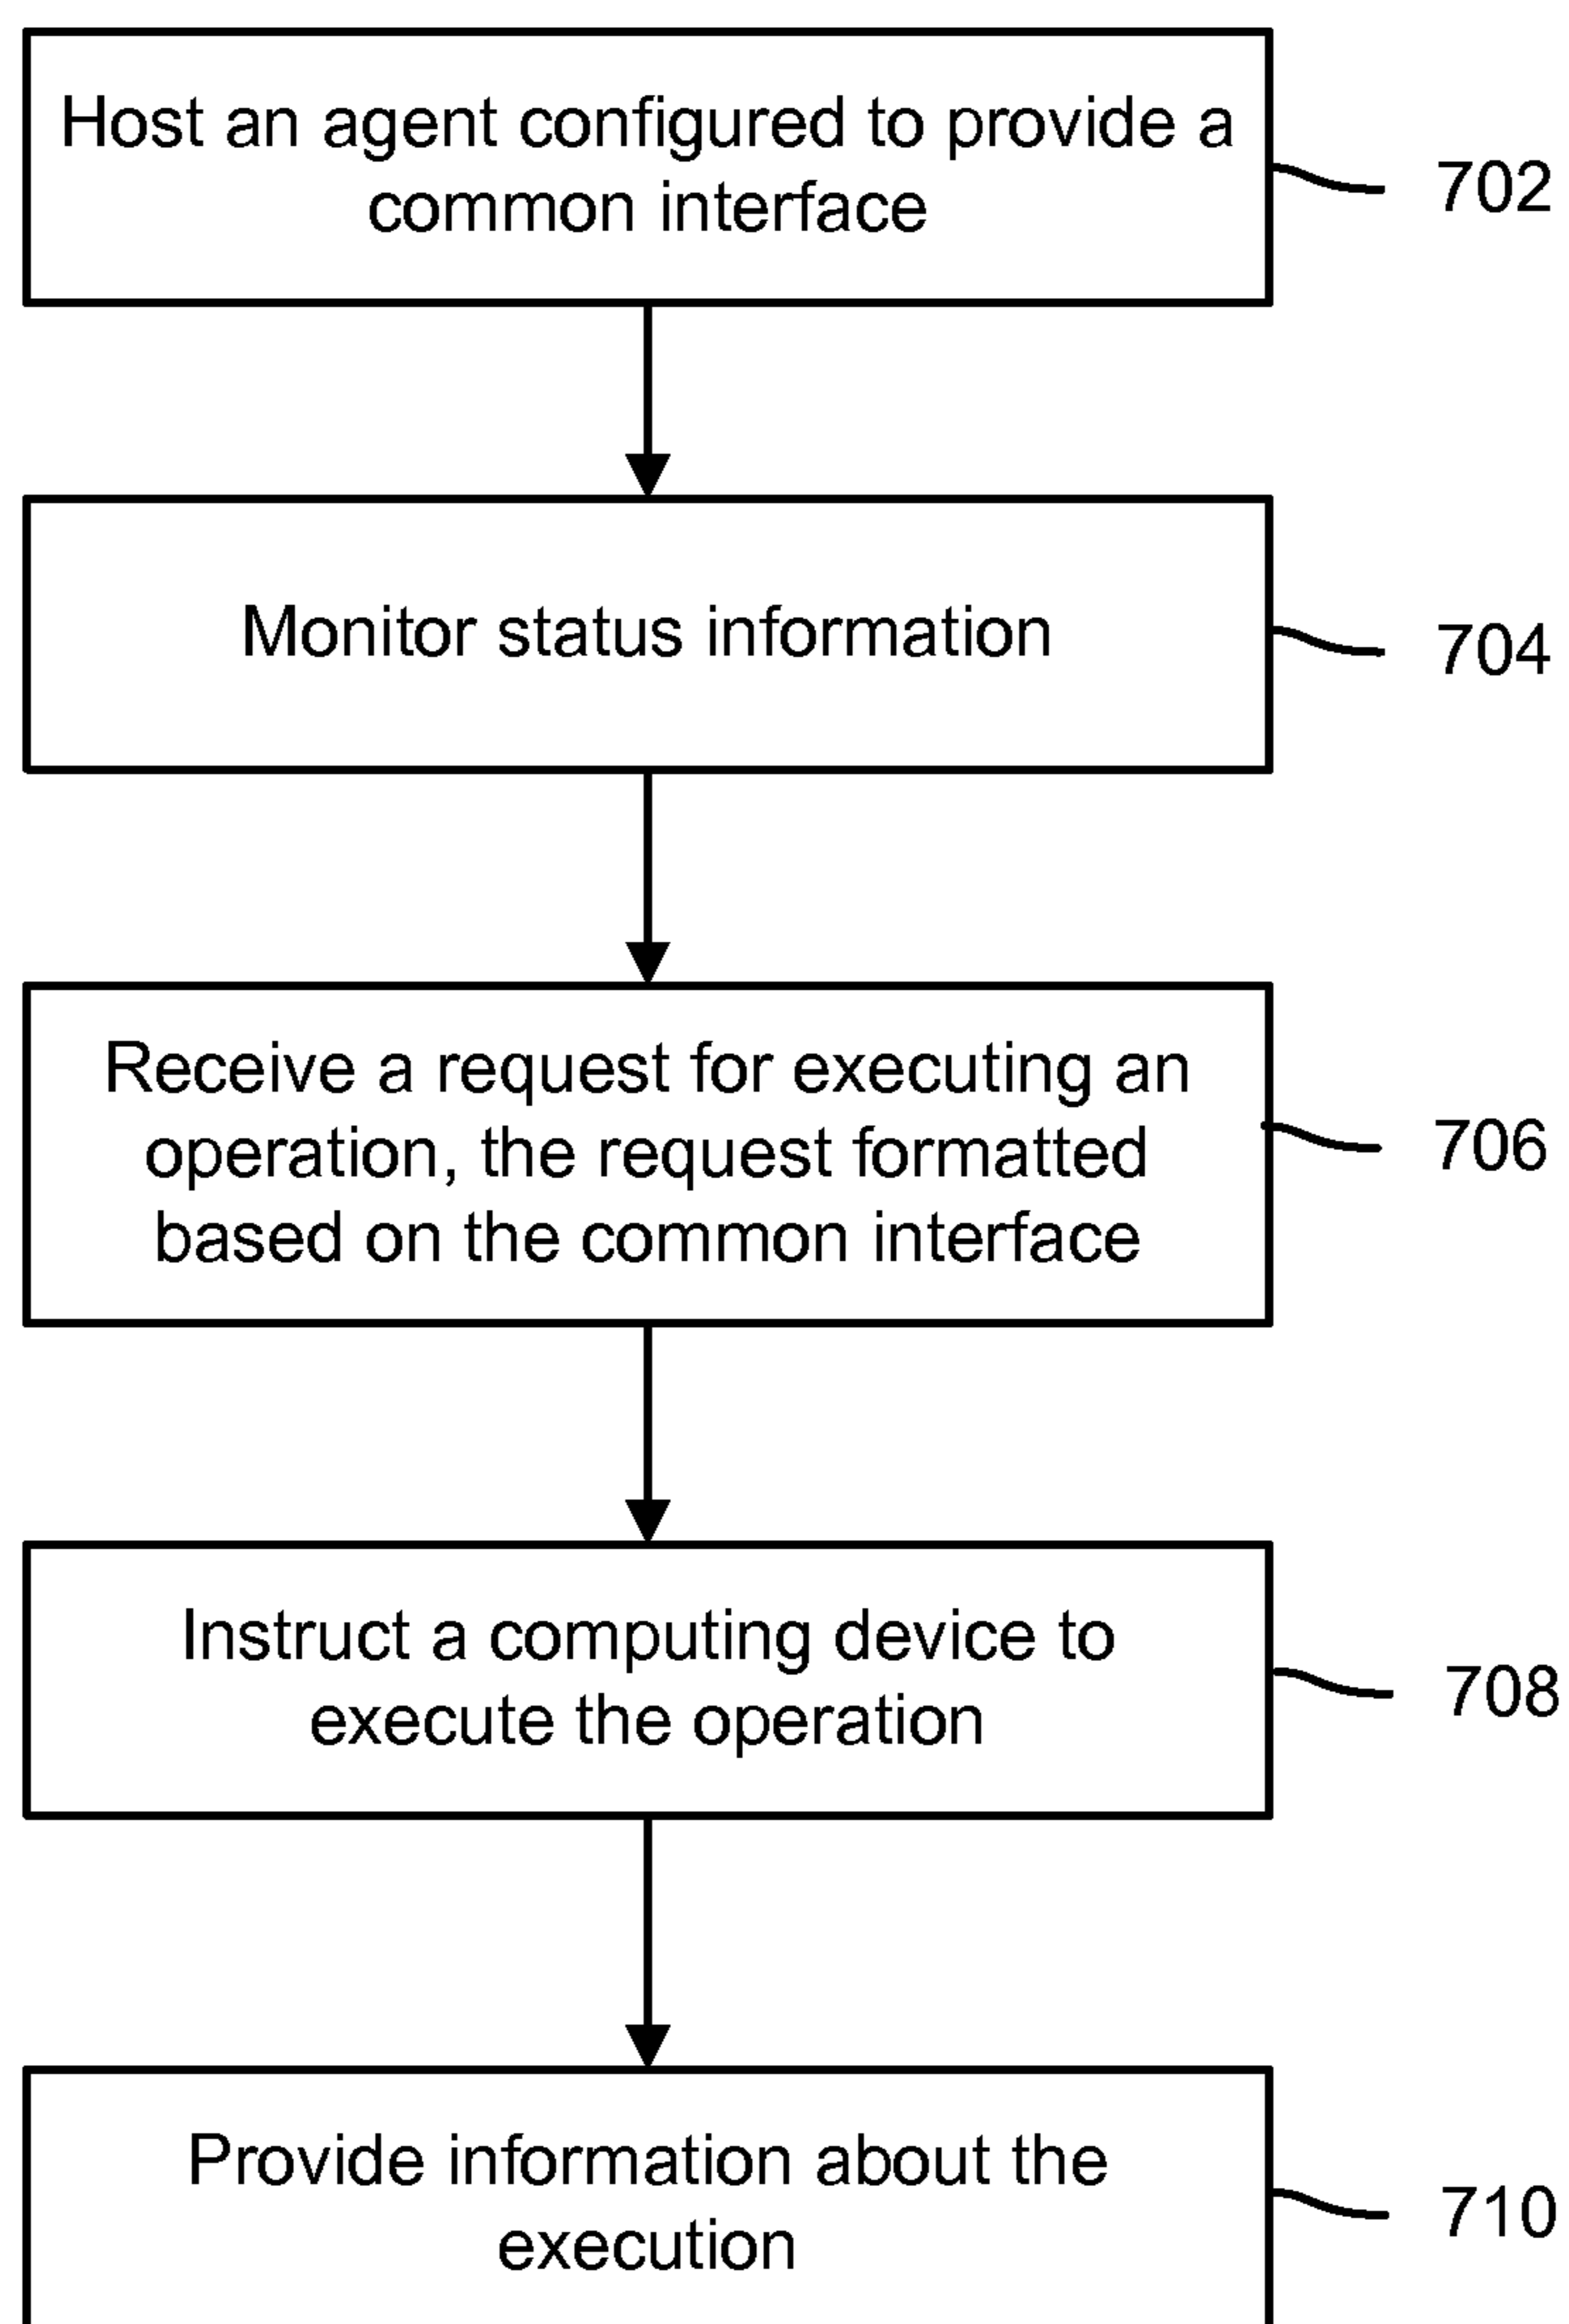 Host an agent configured to provide a
common interface
702
Monitor status information
704
Receive a request for executing an
operation, the request formatted
based on the common interface
706
Instruct a computing device to
execute the operation
708
Provide information about the
execution
710